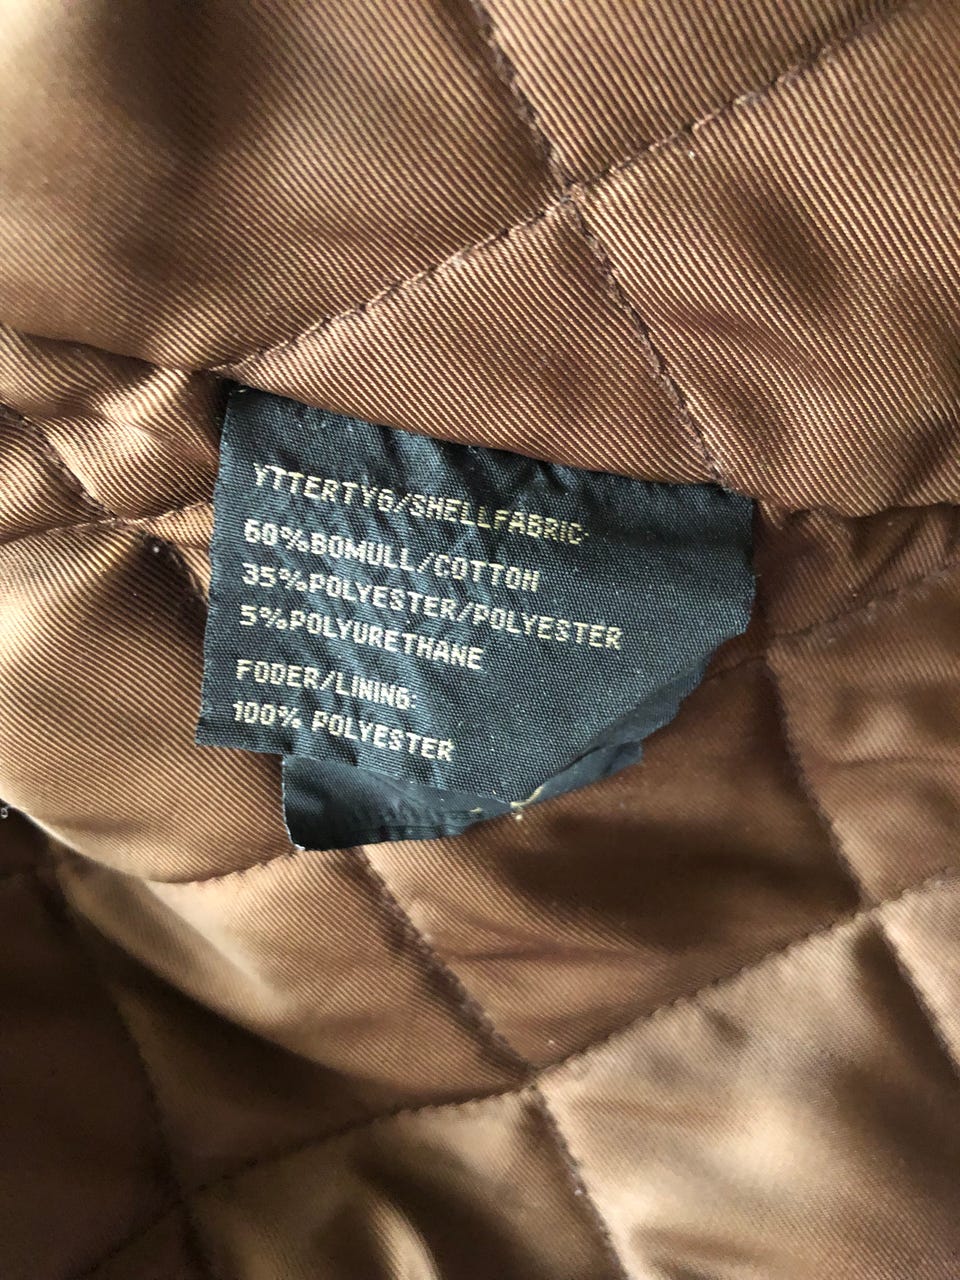 YTTERTYG/SHELLFABRIC:
60%BOMULL/COTTON
35%POLYESTER/POLYESTER
5%POLYURETHANE
FODER/LINING:
100% POLYESTER